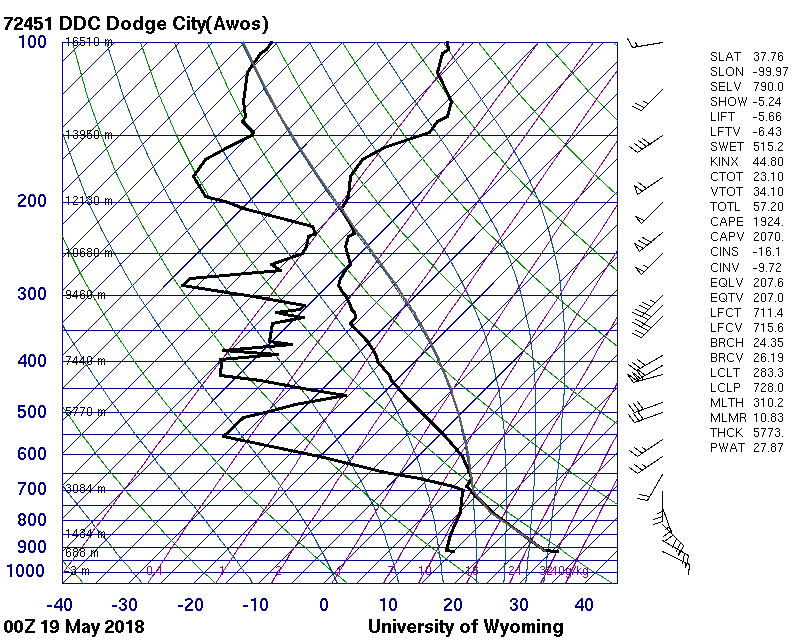 72451 DDC Dodge City(Awos)
100
16510 m
13950 m
200
12130 m
10680 m
300
9460 m
400
7440 m
500
5770 m
600
700
3084 m
800
1434 m
900
686 m
1000
-3 m
0.4
1
2
4
7
10
16
24
32
40g/kg
-40
-30
-20
-10
0
10
20
30
40
00Z 19 May 2018
University of Wyoming
SLAT 37.76
SLON -99.97
SELV 790.0
SHOW -5.24
LIFT -5.66
LFTV -6.43
SWET 515.2
KINX 44.80
CTOT 23.10
VTOT 34.10
TOTL 57.20
CAPE 1924.
CAPV 2070.
CINS -16.1
CINV -9.72
EQLV 207.6
EQTV 207.0
LFCT 711.4
LFCV 715.6
BRCH 24.35
BRCV 26.19
LCLT 283.3
LCLP 728.0
MLTH 310.2
MLMR 10.83
THCK 5773.
PWAT 27.87